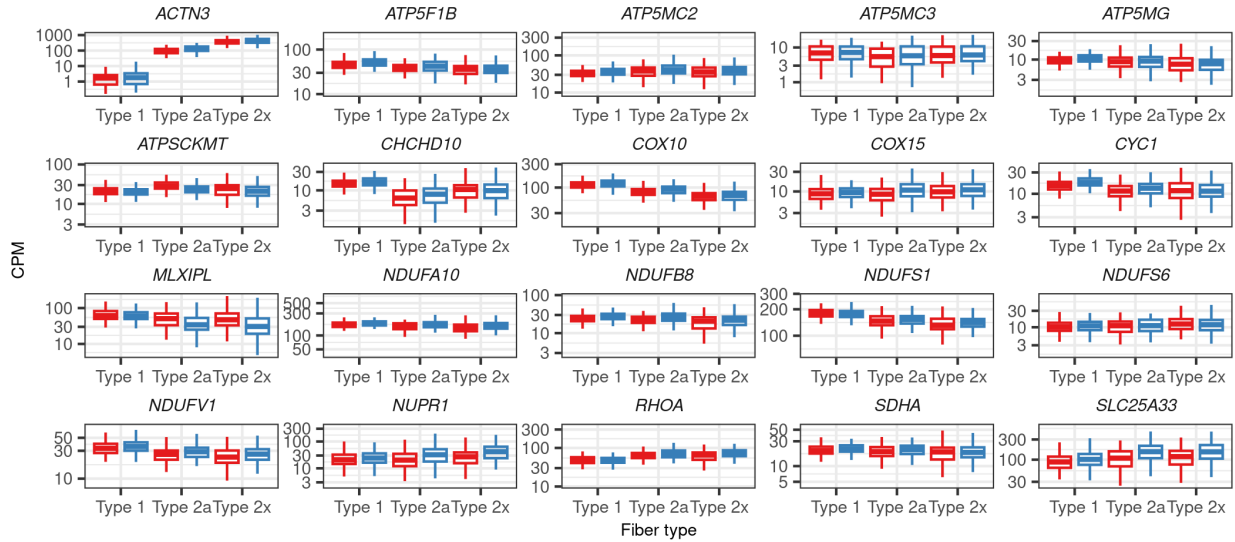 ACTN3 ATP5F1B ATP5MC2 ATP5MC3 ATP5MG
1000 100 10 1
100 30 10
300 100 30 10
10 3 1
30 10 3
Type 1 Type 2a Type 2x Type 1 Type 2a Type 2x Type 1 Type 2a Type 2x Type 1 Type 2a Type 2x Type 1 Type 2a Type 2x
ATPSCKMT CHCHD10 COX10 COX15 CYC1
100 30 10 3
30 10 3
300 100 30
30 10 3
30 10 3
Type 1 Type 2a Type 2x Type 1 Type 2a Type 2x Type 1 Type 2a Type 2x Type 1 Type 2a Type 2x Type 1 Type 2a Type 2x
CPM
MLXIPL NDUFA10 NDUFB8 NDUFS1 NDUFS6
100 30 10
500 300 100 50
100 30 10 3
300 100
30 10 3
Type 1 Type 2a Type 2x Type 1 Type 2a Type 2x Type 1 Type 2a Type 2x Type 1 Type 2a Type 2x Type 1 Type 2a Type 2x
NDUFV1 NUPR1 RHOA SDHA SLC25A33
50 30 10
300 100 30 10 3
300 100 30 10
50 30 10 5
300 100 30
Type 1 Type 2a Type 2x Type 1 Type 2a Type 2x Type 1 Type 2a Type 2x Type 1 Type 2a Type 2x Type 1 Type 2a Type 2x
Fiber type